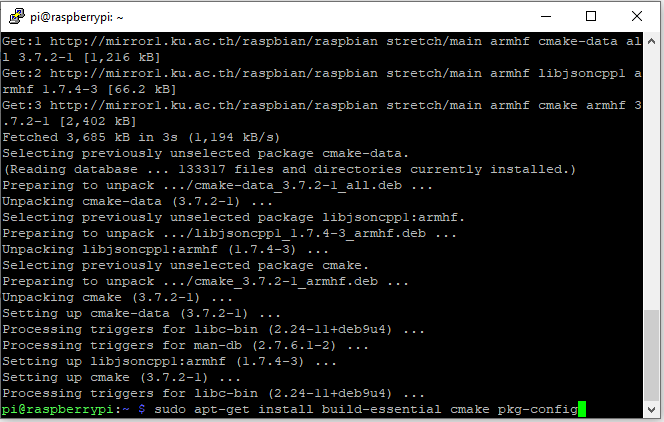 pi@raspberrypi: ~
Get:1 http://mirror1.ku.ac.th/raspbian/raspbian stretch/main armhf cmake-data al
l 3.7.2-1 [1,216 kB]
Get:2 http://mirror1.ku.ac.th/raspbian/raspbian stretch/main armhf libjsoncpp1 a
rmhf 1.7.4-3 [66.2 kB]
Get:3 http://mirror1.ku.ac.th/raspbian/raspbian stretch/main armhf cmake armhf 3
.7.2-1 [2,402 kB]
Fetched 3,685 kB in 3s (1,194 kB/s)
Selecting previously unselected package cmake-data.
(Reading database ... 133317 files and directories currently installed.)
Preparing to unpack .../cmake-data_3.7.2-1_all.deb ...
Unpacking cmake-data (3.7.2-1) ...
Selecting previously unselected package libjsoncpp1:armhf.
Preparing to unpack .../libjsoncpp1_1.7.4-3_armhf.deb ...
Unpacking libjsoncpp1:armhf (1.7.4-3) ...
Selecting previously unselected package cmake.
Preparing to unpack .../cmake_3.7.2-1_armhf.deb ...
Unpacking cmake (3.7.2-1) ...
Setting up cmake-data (3.7.2-1) ...
Processing triggers for libc-bin (2.24-11+deb9u4) ...
Processing triggers for man-db (2.7.6.1-2) ...
Setting up libjsoncpp1:armhf (1.7.4-3) ...
Setting up cmake (3.7.2-1) ...
Processing triggers for libc-bin (2.24-11+deb9u4) ...
pi@raspberrypi:~ $ sudo apt-get install build-essential cmake pkg-config